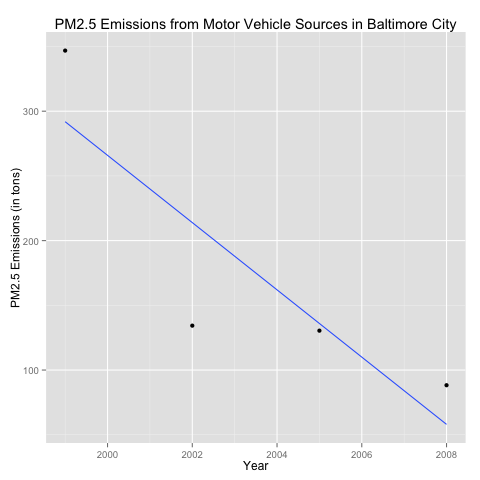 PM2.5 Emissions from Motor Vehicle Sources in Baltimore City
300
200
100
PM2.5 Emissions (in tons)
2000 2002 2004 2006 2008
Year